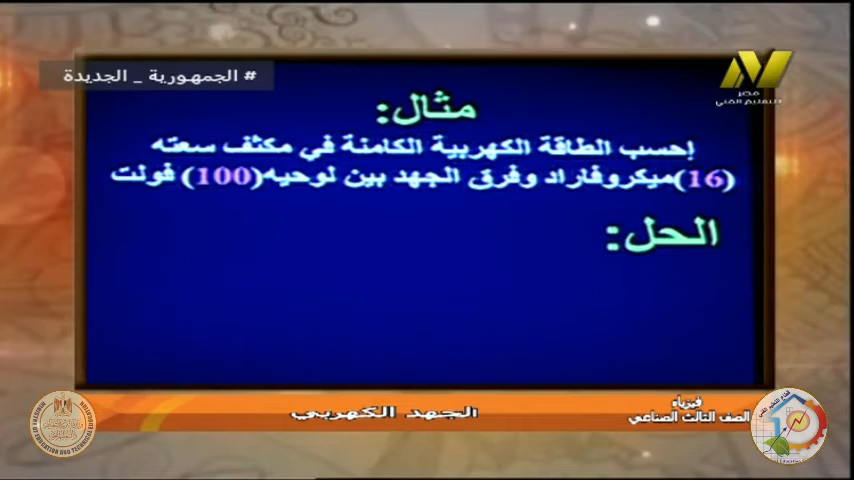 # الجمهورية _ الجديدة
مصر
التعليم الفني
مثال:
إحسب الطاقة الكهربية الكامنة في مكثف سعته
(16)ميكروفاراد وفرق الجهد بين لوحيه(100) فولت
الحل:
الجهد الكهربي
فيزياء
الصف الثالث الصناعي